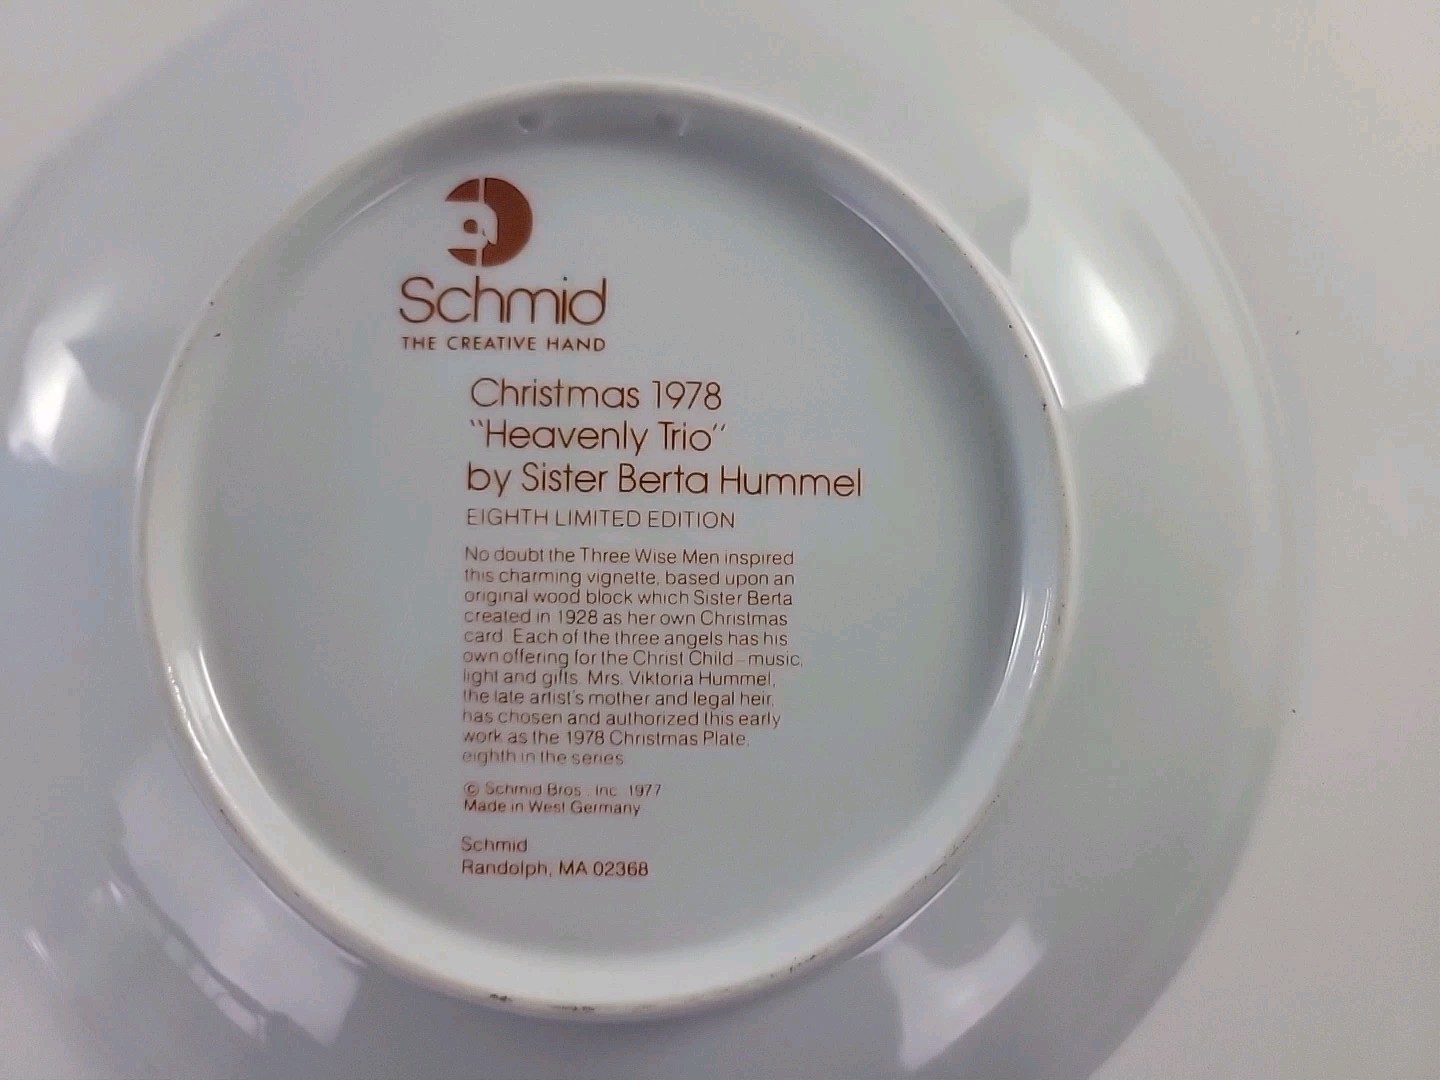 Schmid
THE CREATIVE HAND
Christmas 1978
"Heavenly Trio"
by Sister Berta Hummel
EIGHTH LIMITED EDITION
No doubt the Three Wise Men inspired
this charming vignette, based upon an
original wood block which Sister Berta
created in 1928 as her own Christmas
card. Each of the three angels has his
own offering for the Christ Child – music,
light and gifts. Mrs. Viktoria Hummel,
the late artist's mother and legal heir,
has chosen and authorized this early
work as the 1978 Christmas Plate,
eighth in the series.
© Schmid Bros., Inc. 1977
Made in West Germany
Schmid
Randolph, MA 02368